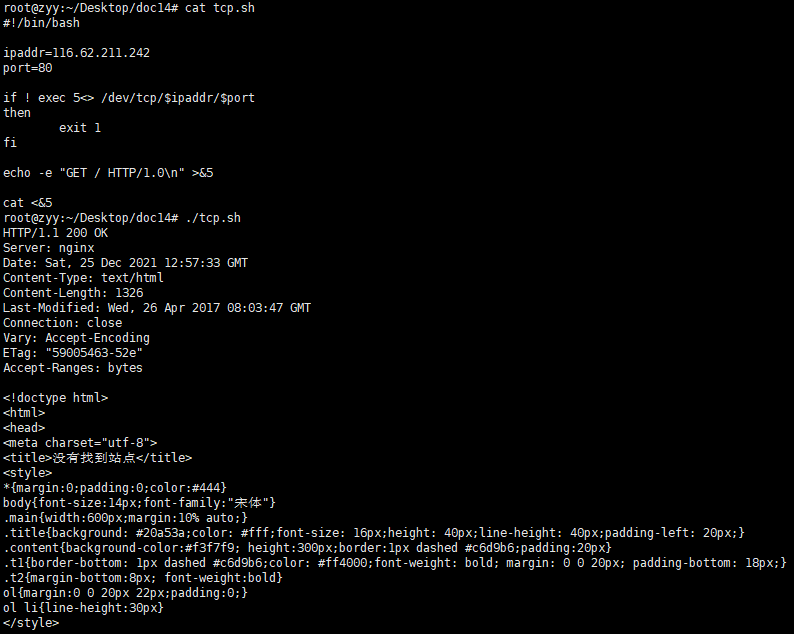 root@zyy:~/Desktop/doc14# cat tcp.sh
#!/bin/bash
ipaddr=116.62.211.242
port=80
if ! exec 5<> /dev/tcp/$ipaddr/$port
then
        exit 1
fi
echo -e "GET / HTTP/1.0\n" >&5
cat <&5
root@zyy:~/Desktop/doc14# ./tcp.sh
HTTP/1.1 200 OK
Server: nginx
Date: Sat, 25 Dec 2021 12:57:33 GMT
Content-Type: text/html
Content-Length: 1326
Last-Modified: Wed, 26 Apr 2017 08:03:47 GMT
Connection: close
Vary: Accept-Encoding
ETag: "59005463-52e"
Accept-Ranges: bytes
<!doctype html>
<html>
<head>
<meta charset="utf-8">
<title>没有找到站点</title>
<style>
*{margin:0;padding:0;color:#444}
body{font-size:14px;font-family:"宋体"}
.main{width:600px;margin:10% auto;}
.title{background: #20a53a;color: #fff;font-size: 16px;height: 40px;line-height: 40px;padding-left: 20px;}
.content{background-color:#f3f7f9; height:300px;border:1px dashed #c6d9b6;padding:20px}
.t1{border-bottom: 1px dashed #c6d9b6;color: #ff4000;font-weight: bold; margin: 0 0 20px; padding-bottom: 18px;}
.t2{margin-bottom:8px; font-weight:bold}
ol{margin:0 0 20px 22px;padding:0;}
ol li{line-height:30px}
</style>